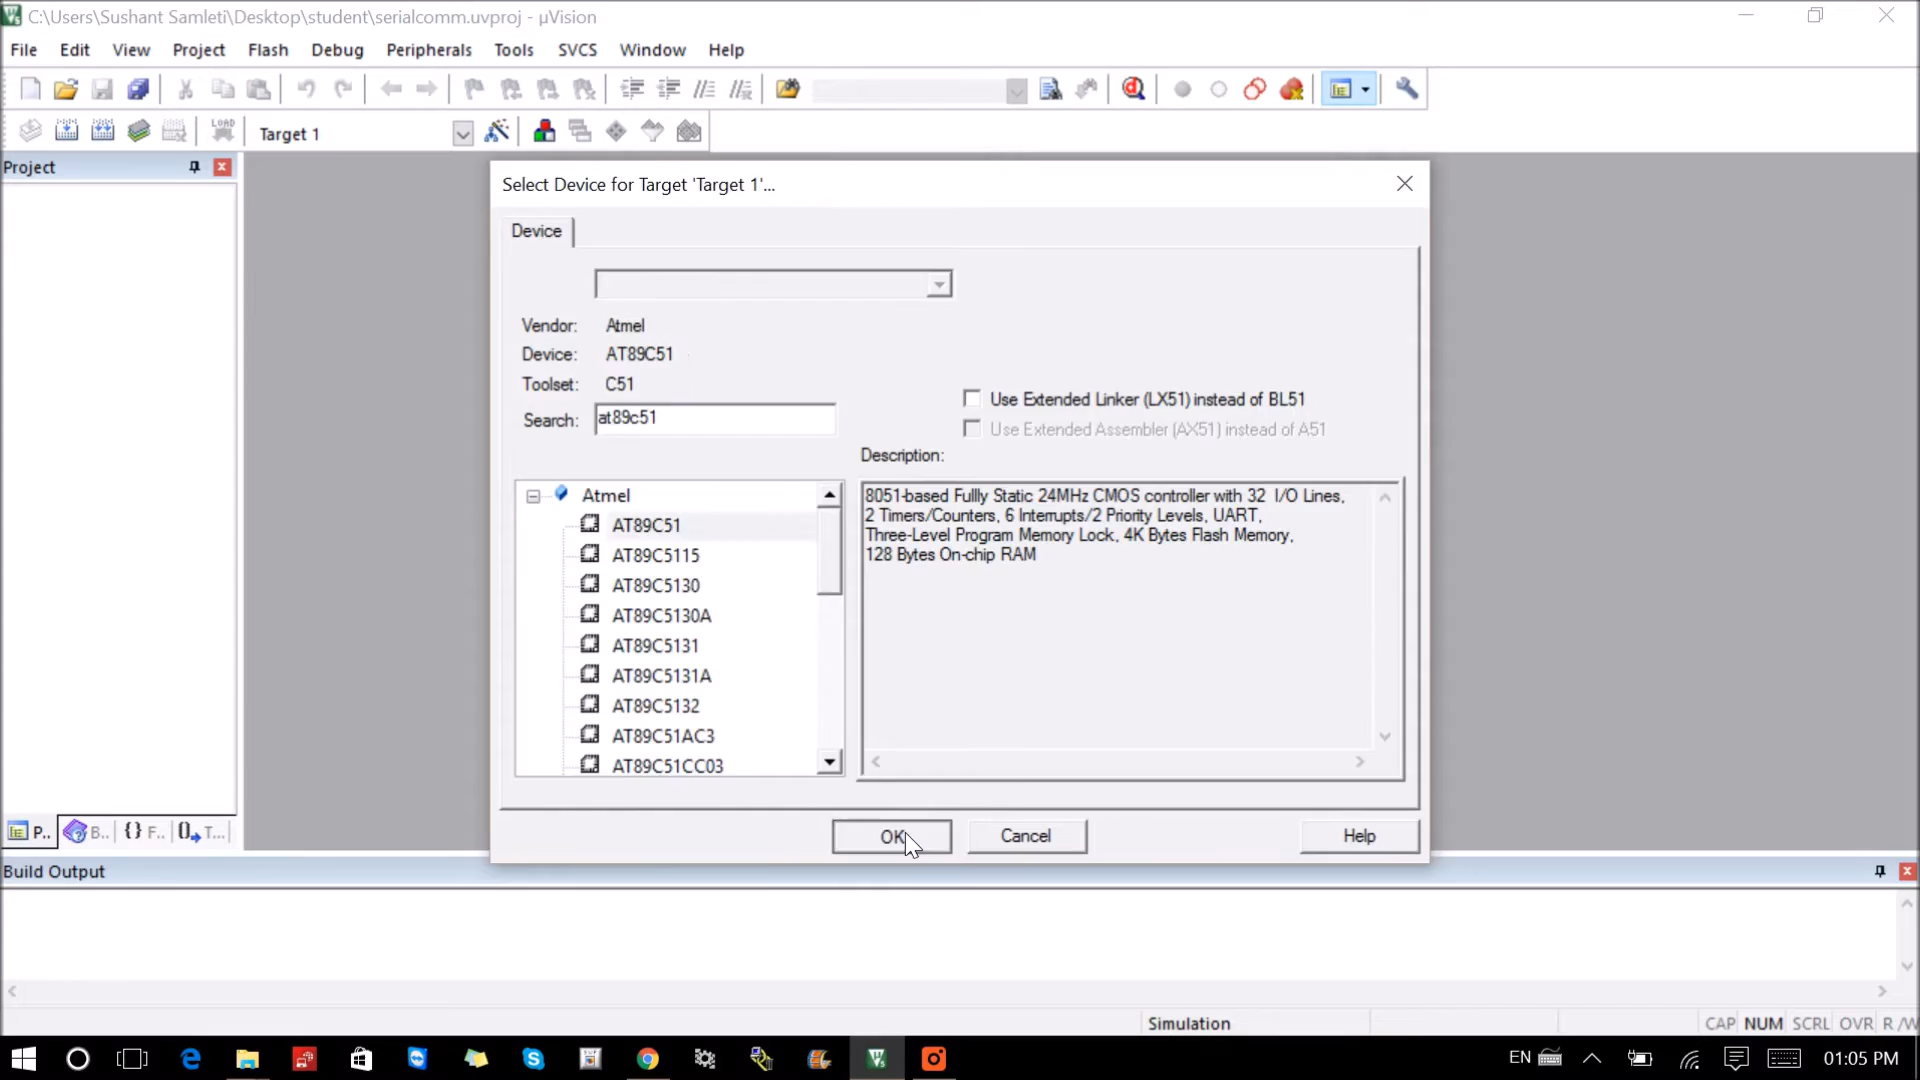 C:\Users\Sushant Samleti\Desktop\student\serialcomm.uvproj - µVision
File Edit View Project Flash Debug Peripherals Tools SVCS Window Help
LOAD Target 1
Project
Select Device for Target 'Target 1'...
Device
Vendor: Atmel
Device: AT89C51
Toolset: C51
Search: at89c51
Use Extended Linker (LX51) instead of BL51
Use Extended Assembler (AX51) instead of A51
Description:
Atmel
AT89C51
AT89C5115
AT89C5130
AT89C5130A
AT89C5131
AT89C5131A
AT89C5132
AT89C51AC3
AT89C51CC03
8051-based Fullly Static 24MHz CMOS controller with 32 I/O Lines,
2 Timers/Counters, 6 Interrupts/2 Priority Levels, UART,
Three-Level Program Memory Lock, 4K Bytes Flash Memory,
128 Bytes On-chip RAM
OK Cancel Help
P.. B.. {} F.. T...
Build Output
Simulation CAP NUM SCRL OVR R/W
EN 01:05 PM